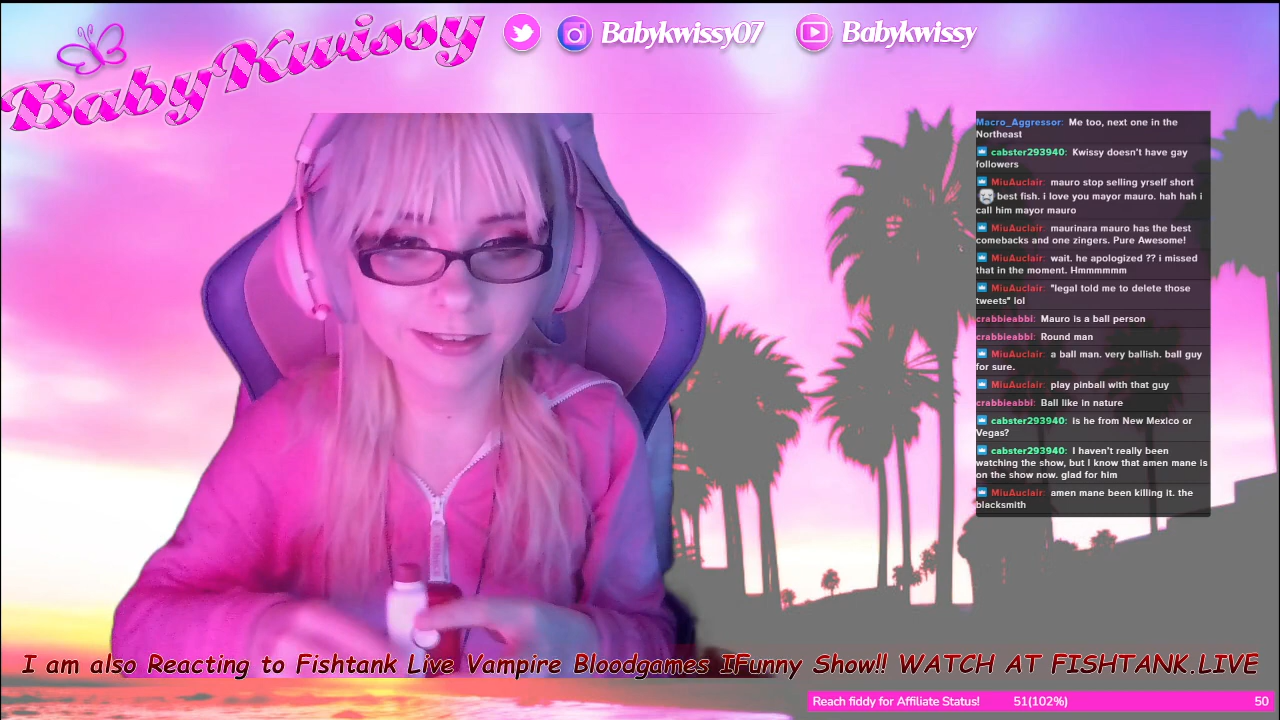 BabyKwissy
Babykwissy07
Babykwissy
Macro_Aggressor: Me too, next one in the
Northeast
cabster293940: Kwissy doesn't have gay
followers
MiuAuclair: mauro stop selling yrself short
best fish. i love you mayor mauro. hah hah i
call him mayor mauro
MiuAuclair: maurinara mauro has the best
comebacks and one zingers. Pure Awesome!
MiuAuclair: wait. he apologized ?? i missed
that in the moment. Hmmmmmm
MiuAuclair: "legal told me to delete those
tweets" lol
crabbieabbi: Mauro is a ball person
crabbieabbi: Round man
MiuAuclair: a ball man. very ballish. ball guy
for sure.
MiuAuclair: play pinball with that guy
crabbieabbi: Ball like in nature
cabster293940: is he from New Mexico or
Vegas?
cabster293940: I haven't really been
watching the show, but I know that amen mane is
on the show now. glad for him
MiuAuclair: amen mane been killing it. the
blacksmith
I am also Reacting to Fishtank Live Vampire Bloodgames IFunny Show!! WATCH AT FISHTANK.LIVE
Reach fiddy for Affiliate Status! 51(102%) 50